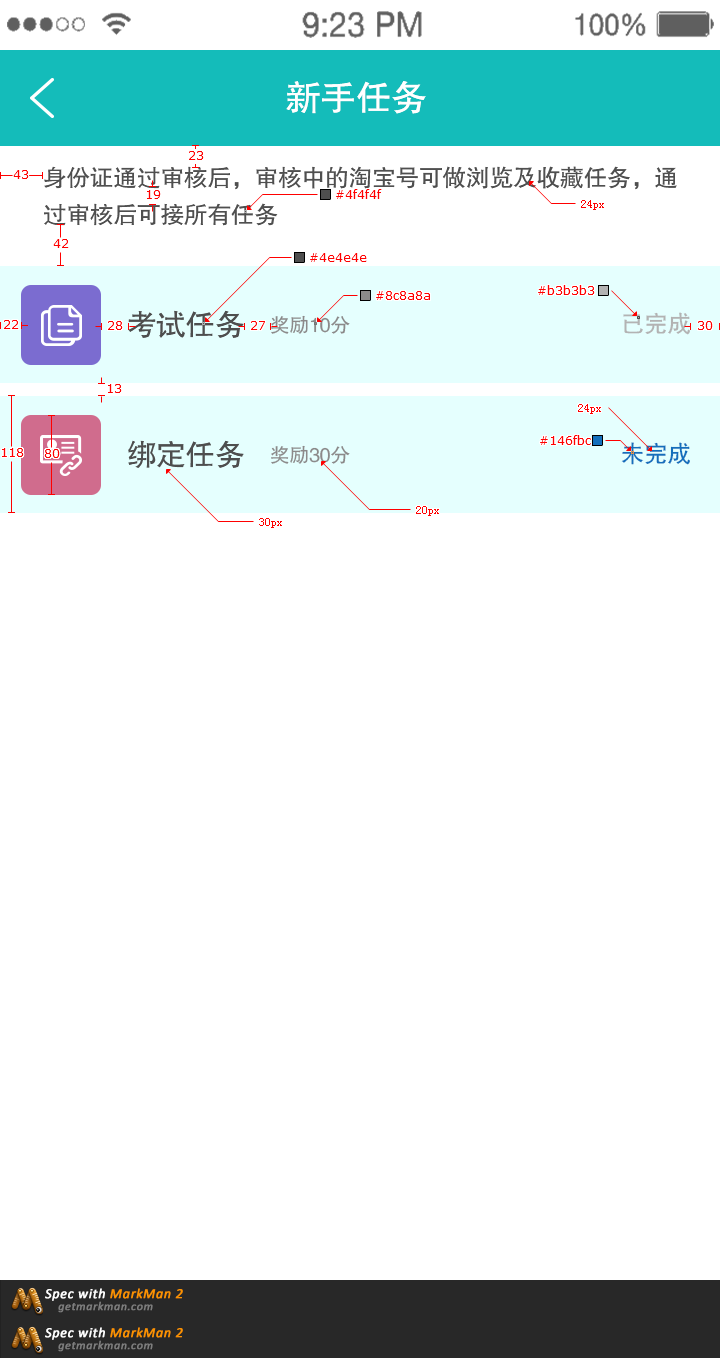 9:23 PM 100%
新手任务
23
43 身份证通过审核后，审核中的淘宝号可做浏览及收藏任务，通
19 #4f4f4f 24px
过审核后可接所有任务
42
#4e4e4e
#8c8a8a #b3b3b3
22 28 考试任务 27 奖励10分 已完成 30
13
24px
#146fbc
118 80 绑定任务 奖励30分 未完成
20px
30px
Spec with MarkMan 2
getmarkman.com
Spec with MarkMan 2
getmarkman.com